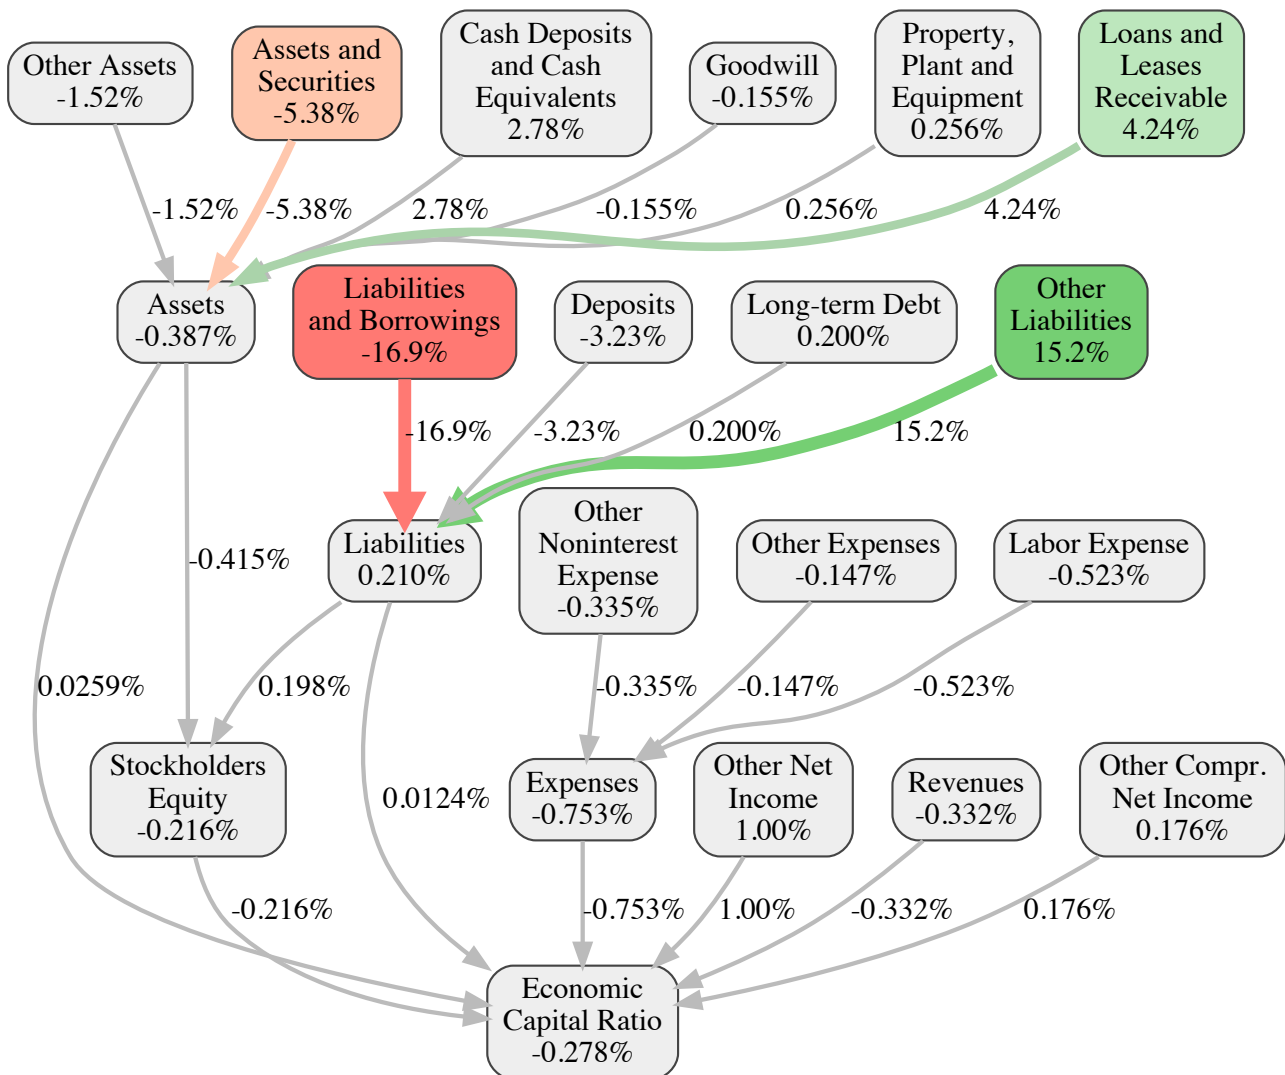 Other Assets
-1.52%
Assets and
Securities
-5.38%
Cash Deposits
and Cash
Equivalents
2.78%
Goodwill
-0.155%
Property,
Plant and
Equipment
0.256%
Loans and
Leases
Receivable
4.24%
-1.52%
-5.38%
2.78%
-0.155%
0.256%
4.24%
Assets
-0.387%
Liabilities
and Borrowings
-16.9%
Deposits
-3.23%
Long-term Debt
0.200%
Other
Liabilities
15.2%
-16.9%
-3.23%
0.200%
15.2%
-0.415%
Liabilities
0.210%
Other
Noninterest
Expense
-0.335%
Other Expenses
-0.147%
Labor Expense
-0.523%
0.0259%
0.198%
-0.335%
-0.147%
-0.523%
Stockholders
Equity
-0.216%
0.0124%
Expenses
-0.753%
Other Net
Income
1.00%
Revenues
-0.332%
Other Compr.
Net Income
0.176%
-0.216%
-0.753%
1.00%
-0.332%
0.176%
Economic
Capital Ratio
-0.278%